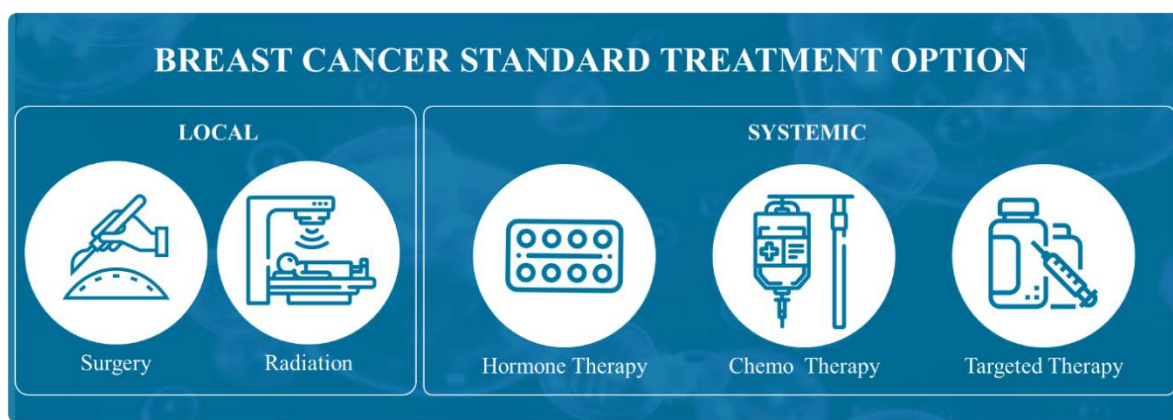 BREAST CANCER STANDARD TREATMENT OPTION
LOCAL
Surgery
Radiation
SYSTEMIC
Hormone Therapy
Chemo Therapy
Targeted Therapy